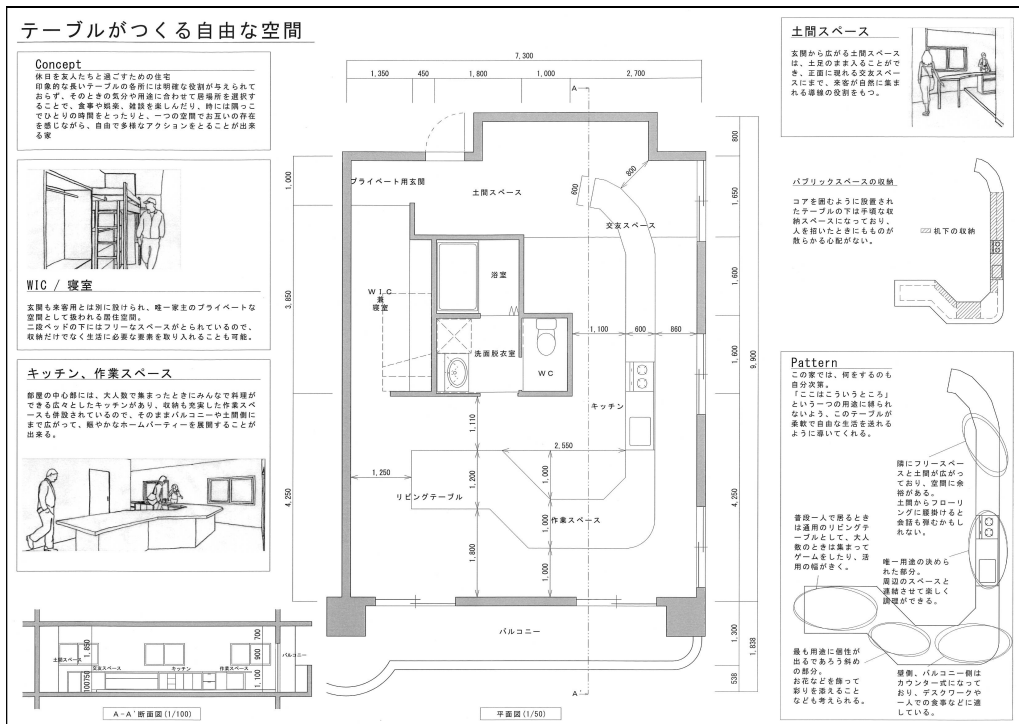 テーブルがつくる自由な空間
Concept
休日を友人たちと過ごすための住宅
印象的な長いテーブルの各所には明確な役割が与えられて
おらず、そのときの気分や用途に合わせて居場所を選択す
ることで、食事や娯楽、雑談を楽しんだり、時には隅っこ
でひとりの時間をとったりと、一つの空間でお互いの存在
を感じながら、自由で多様なアクションをとることが出来
る家
WIC / 寝室
玄関も来客用とは別に設けられ、唯一家主のプライベートな
空間として扱われる居住空間。
二段ベッドの下にはフリーなスペースがとられているので、
収納だけでなく生活に必要な要素を取り入れることも可能。
キッチン、作業スペース
部屋の中心部には、大人数で集まったときにみんなで料理が
できる広々としたキッチンがあり、収納も充実した作業スペー
スも併設されているので、そのままバルコニーや土間側に
まで広がって、賑やかなホームパーティーを展開することが
出来る。
土間スペース
交友スペース
キッチン
作業スペース
バルコニー
1,850
700
900
1,100
100
750
A-A'断面図(1/100)
7,300
1,350
450
1,800
1,000
2,700
A
1,000
3,850
4,250
800
1,650
1,600
1,600
4,250
9,900
1,300
538
1,838
プライベート用玄関
土間スペース
600
800
交友スペース
WIC
兼
寝室
浴室
洗面脱衣室
WC
1,100
600
860
キッチン
1,110
2,550
1,250
1,200
1,000
リビングテーブル
作業スペース
1,000
1,800
1,000
バルコニー
A'
平面図(1/50)
土間スペース
玄関から広がる土間スペース
は、土足のまま入ることがで
き、正面に現れる交友スペー
スにまで、来客が自然に集ま
れる導線の役割をもつ。
パブリックスペースの収納
コアを囲むように設置され
たテーブルの下は手頃な収
納スペースになっており、
人を招いたときにもものが
散らかる心配がない。
机下の収納
Pattern
この家では、何をするのも
自分次第。
「ここはこういうところ」
という一つの用途に縛られ
ないよう、このテーブルが
柔軟で自由な生活を送れる
ように導いてくれる。
隣にフリースペー
スと土間が広がっ
ており、空間に余
裕がある。
土間からフローリ
ングに腰掛けると
会話も弾むかもし
れない。
普段一人で居るとき
は通用のリビングテ
ーブルとして、大人
数のときは集まって
ゲームをしたり、活
用の幅がきく。
唯一用途の決めら
れた部分。
周辺のスペースと
連結させて楽しく
調理ができる。
最も用途に個性が
出るであろう斜め
の部分。
お花などを飾って
彩りを添えること
なども考えられる。
壁側、バルコニー側は
カウンター式になって
おり、デスクワークや
一人での食事などに適
している。